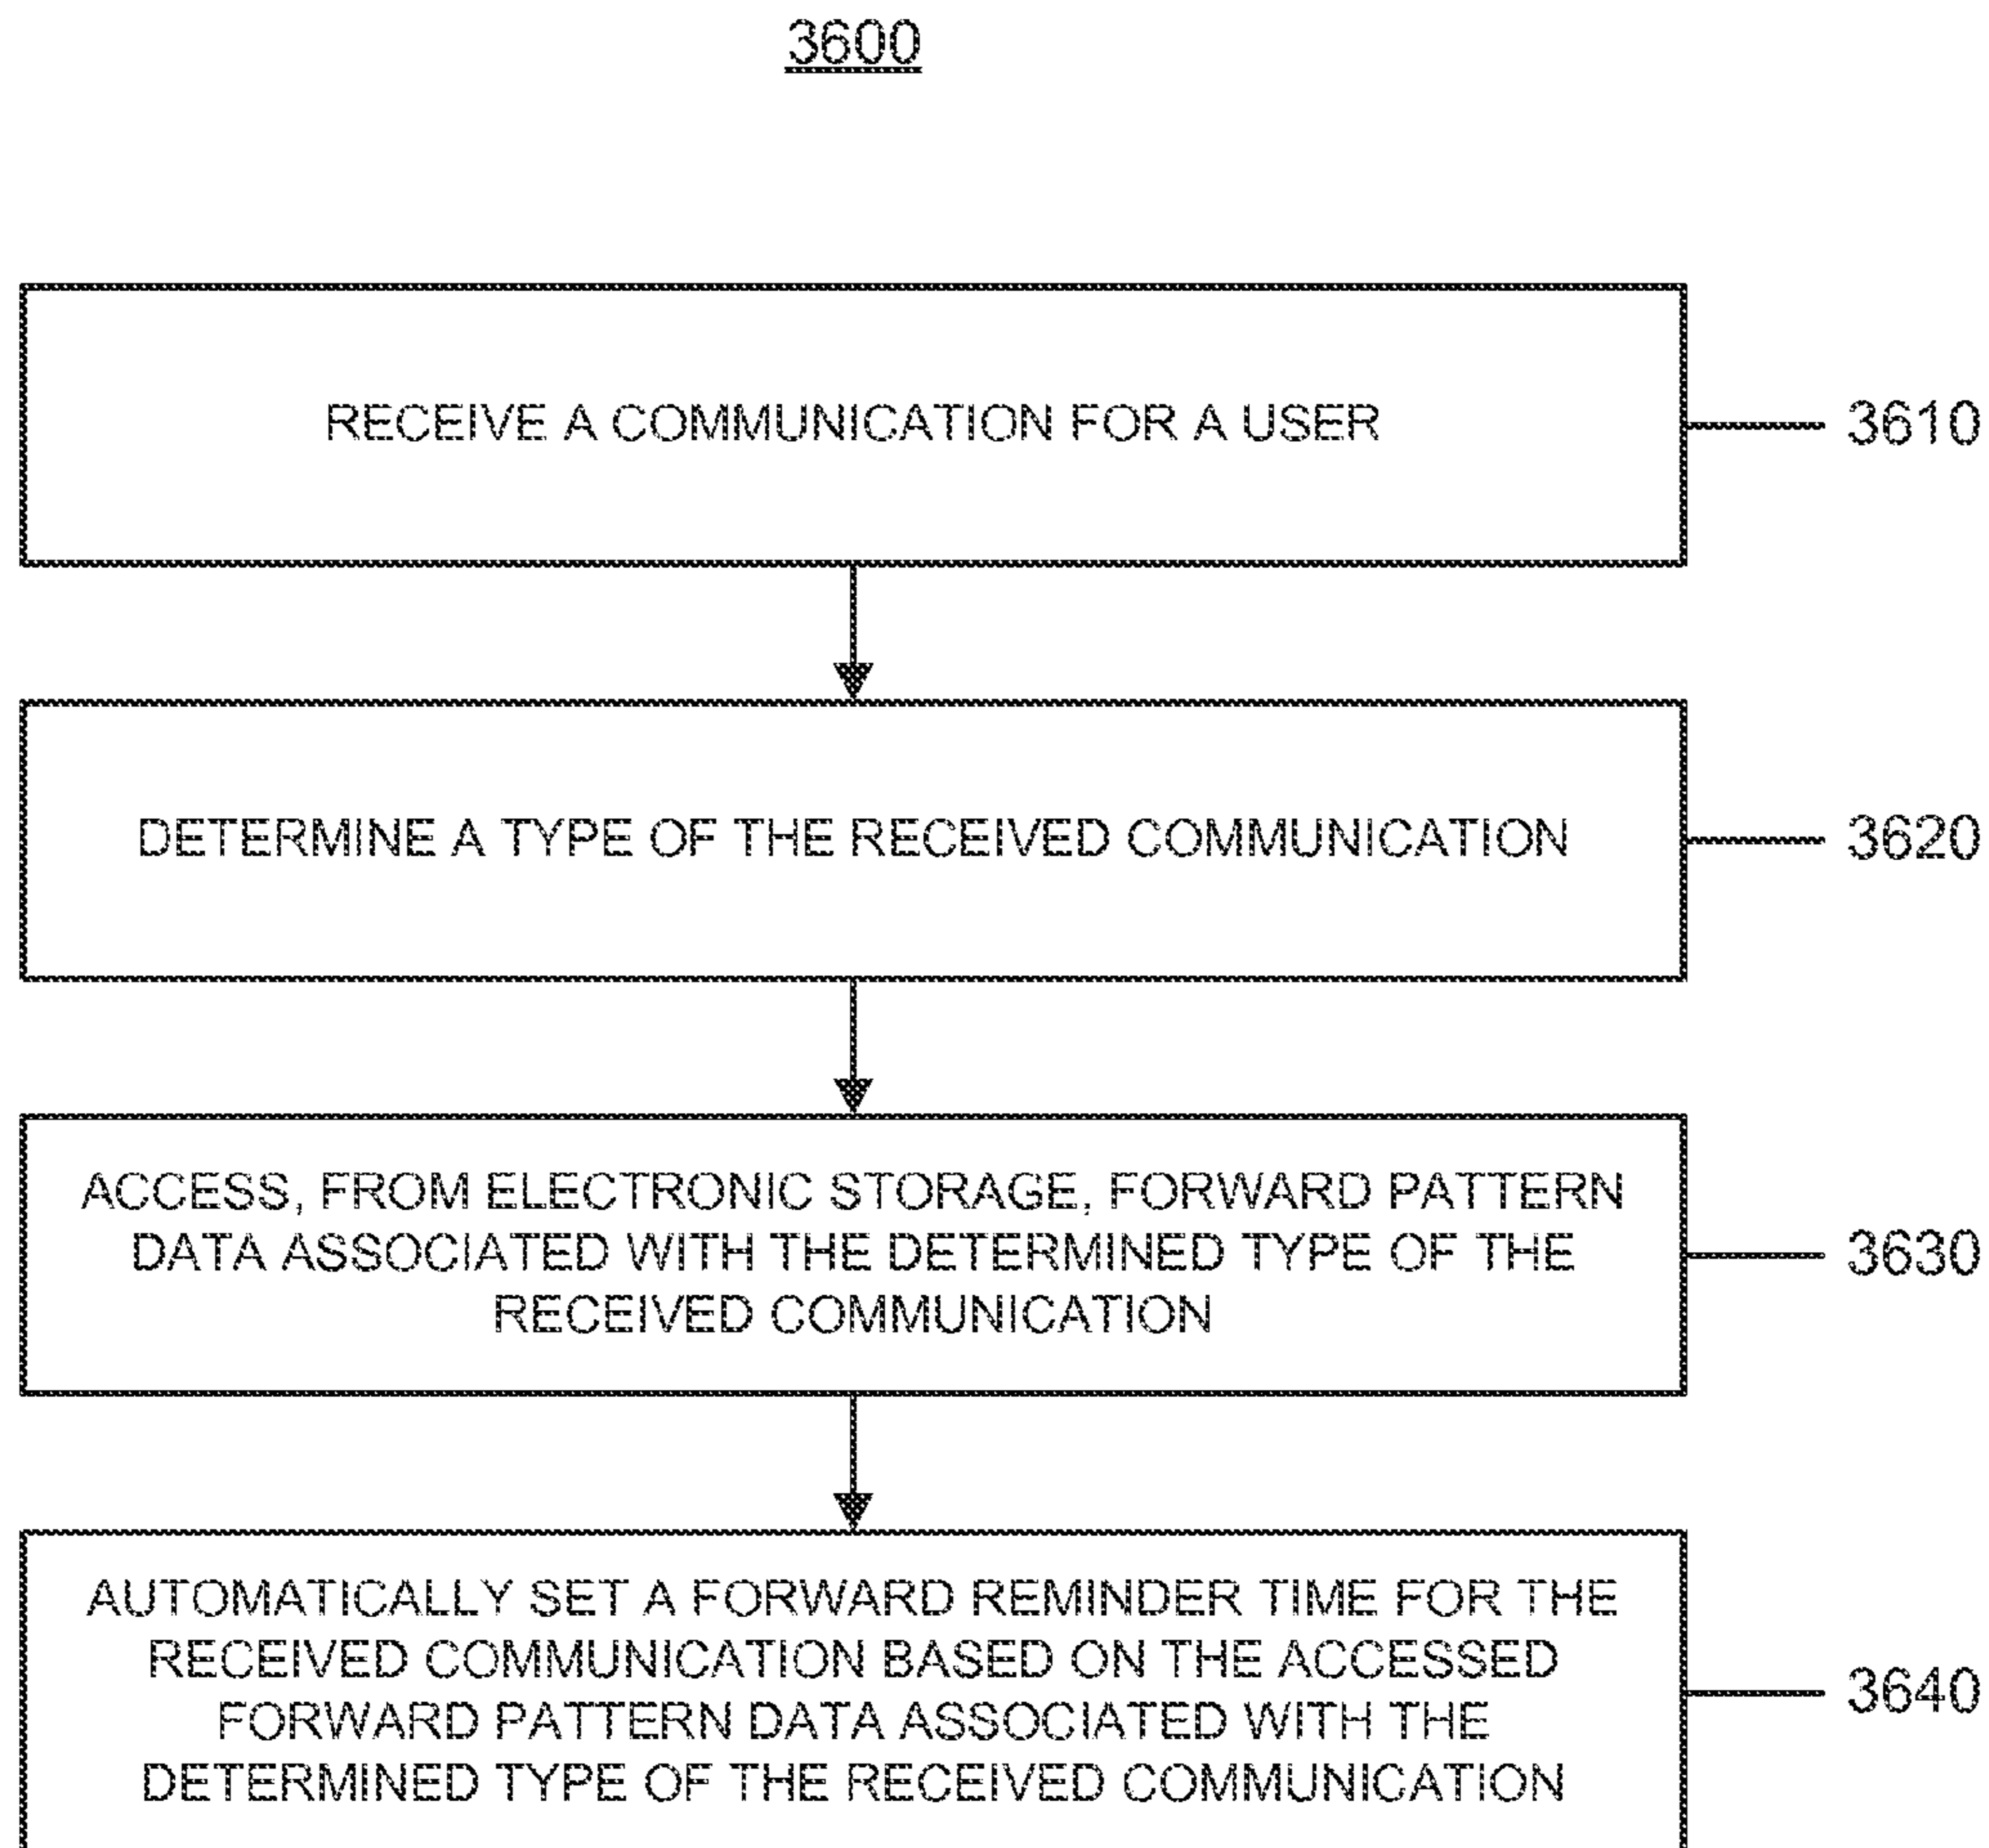 3600
RECEIVE A COMMUNICATION FOR A USER
3610
DETERMINE A TYPE OF THE RECEIVED COMMUNICATION
3620
ACCESS, FROM ELECTRONIC STORAGE, FORWARD PATTERN
DATA ASSOCIATED WITH THE DETERMINED TYPE OF THE
RECEIVED COMMUNICATION
3630
AUTOMATICALLY SET A FORWARD REMINDER TIME FOR THE
RECEIVED COMMUNICATION BASED ON THE ACCESSED
FORWARD PATTERN DATA ASSOCIATED WITH THE
DETERMINED TYPE OF THE RECEIVED COMMUNICATION
3640